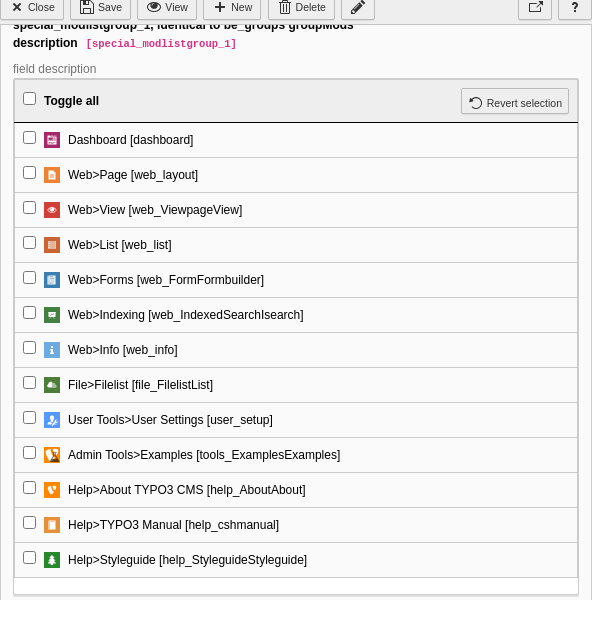 Close Save View New Delete ?
special_modlistgroup_1, identical to be_groups groupMods
description [special_modlistgroup_1]
field description
Toggle all Revert selection
Dashboard [dashboard]
Web>Page [web_layout]
Web>View [web_ViewpageView]
Web>List [web_list]
Web>Forms [web_FormFormbuilder]
Web>Indexing [web_IndexedSearchIsearch]
Web>Info [web_info]
File>Filelist [file_FilelistList]
User Tools>User Settings [user_setup]
Admin Tools>Examples [tools_ExamplesExamples]
Help>About TYPO3 CMS [help_AboutAbout]
Help>TYPO3 Manual [help_cshmanual]
Help>Styleguide [help_StyleguideStyleguide]